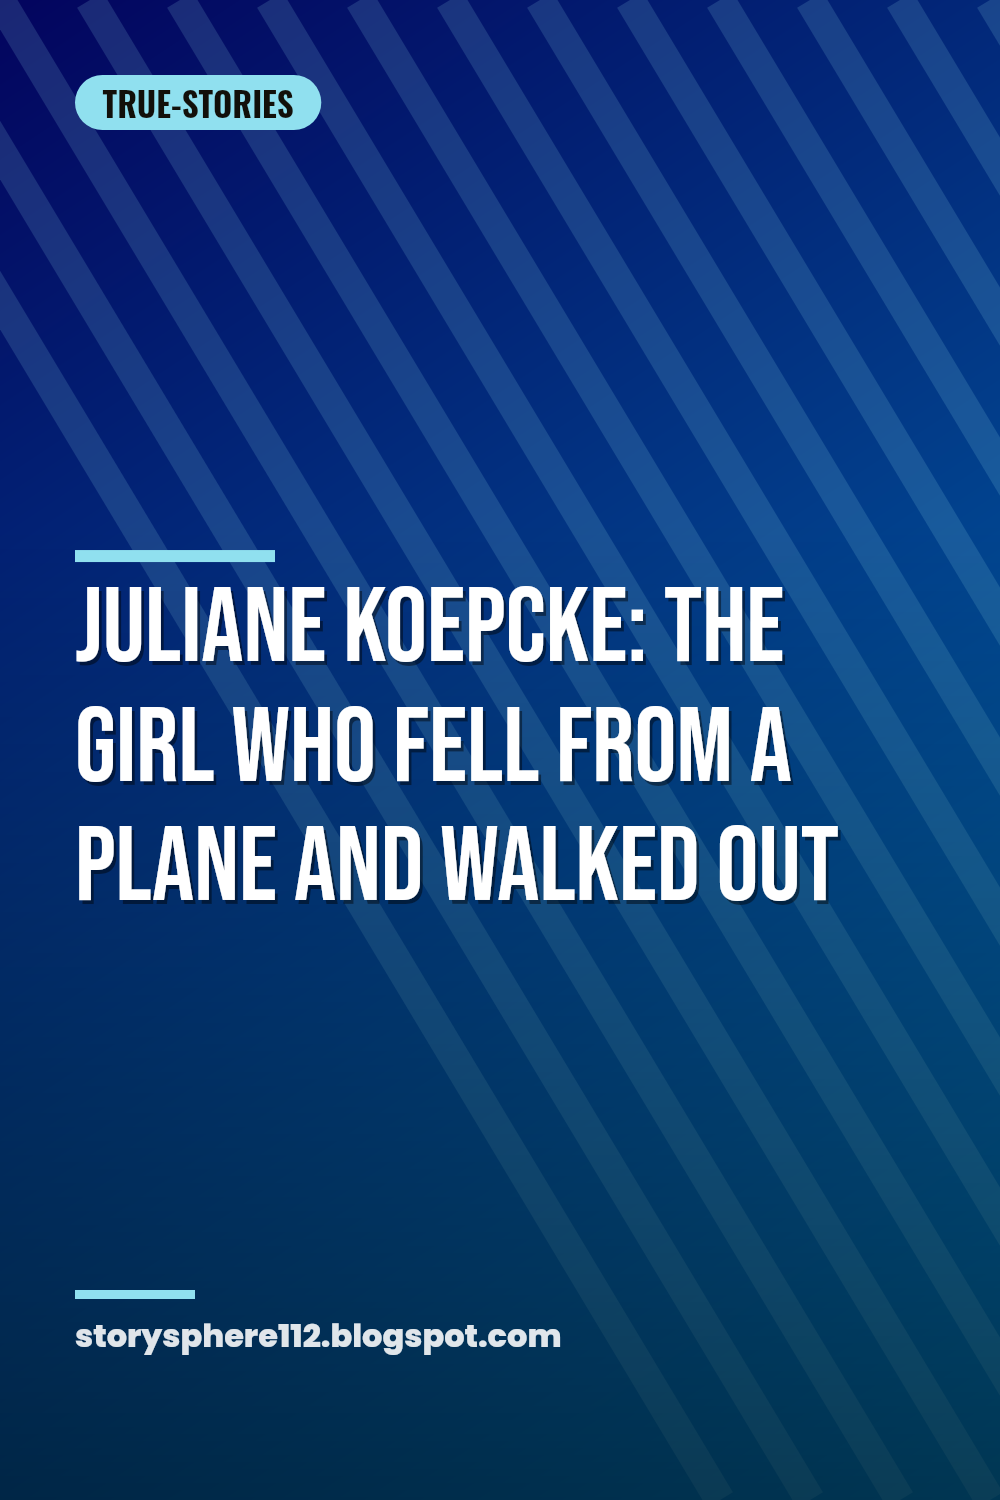 TRUE-STORIES
JULIANE KOEPCKE: THE
GIRL WHO FELL FROM A
PLANE AND WALKED OUT
storysphere112.blogspot.com